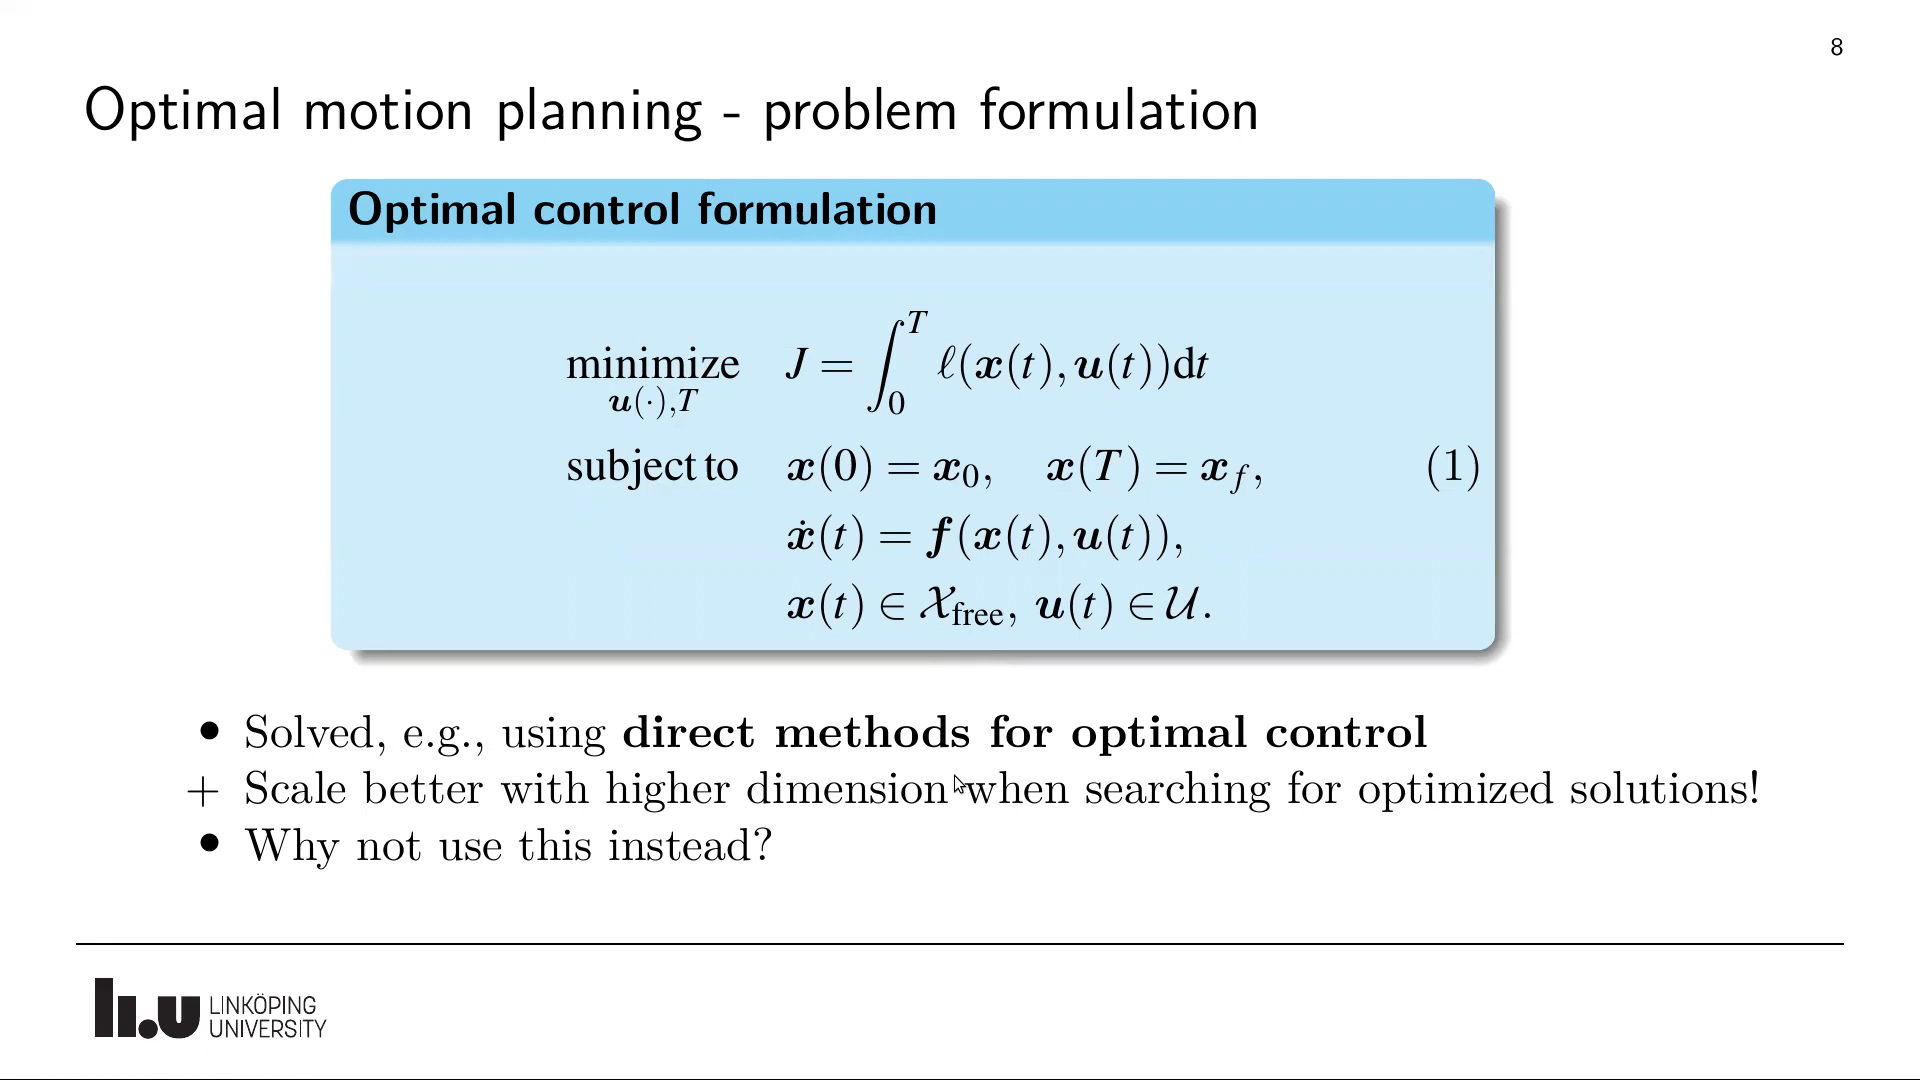 8
Optimal motion planning - problem formulation
Optimal control formulation
minimize J = ∫₀ᵀ ℓ(x(t), u(t))dt
u(·),T
subject to x(0) = x₀, x(T) = x_f, (1)
ẋ(t) = f(x(t), u(t)),
x(t) ∈ 𝒳_free, u(t) ∈ 𝒰.
• Solved, e.g., using direct methods for optimal control
+ Scale better with higher dimension when searching for optimized solutions!
• Why not use this instead?
li.u LINKÖPING
UNIVERSITY